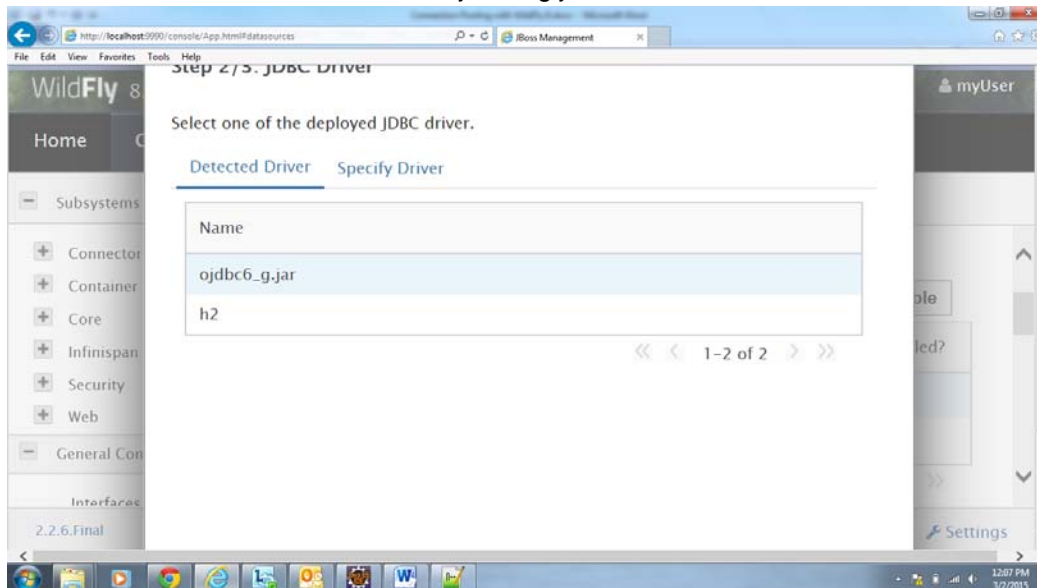 http://localhost:9990/console/App.html#datasources
JBoss Management
File Edit View Favorites Tools Help
Step 2/3: JDBC Driver
WildFly 8
myUser
Select one of the deployed JDBC driver.
Home C
Detected Driver Specify Driver
Subsystems
Name
Connector
ojdbc6_g.jar
Container
ble
h2
Core
Infinispan
led?
1-2 of 2
Security
Web
General Con
Interfaces
2.2.6.Final
Settings
12:07 PM
3/2/2015